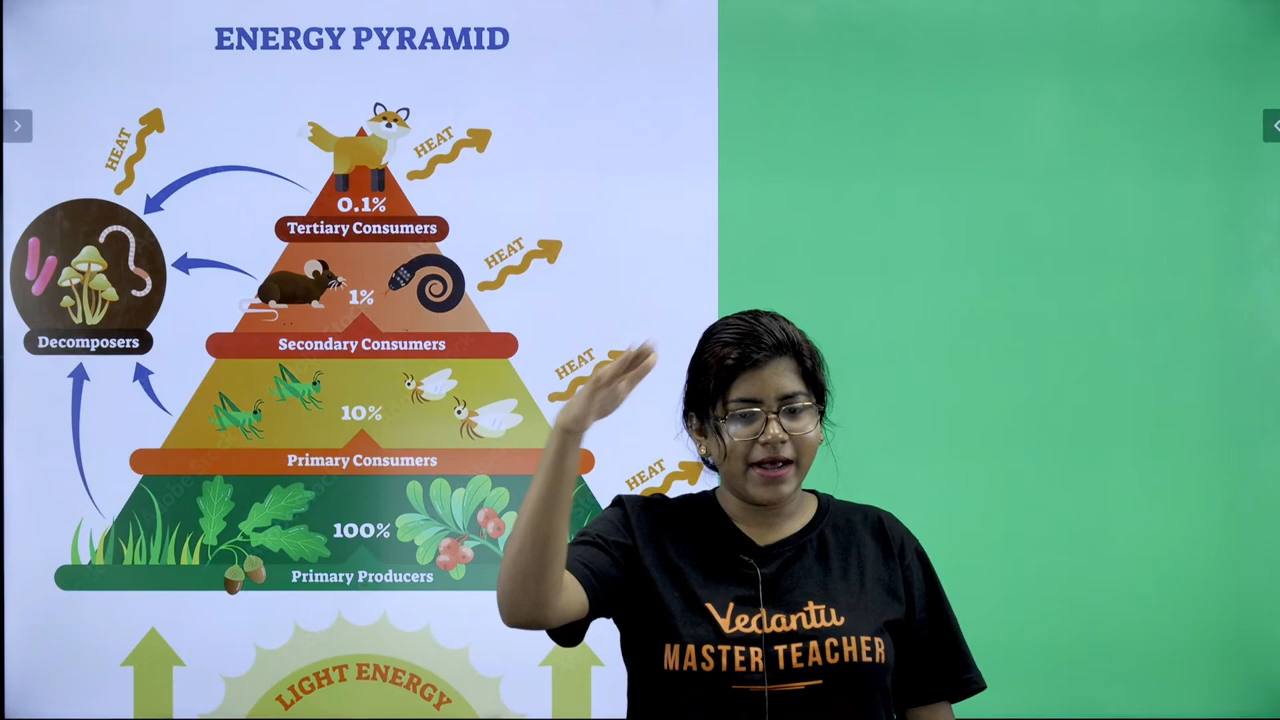 ENERGY PYRAMID
HEAT
HEAT
0.1%
Tertiary Consumers
HEAT
1%
Decomposers
Secondary Consumers
HEAT
10%
Primary Consumers
HEAT
100%
Primary Producers
LIGHT ENERGY
Vedantu
MASTER TEACHER